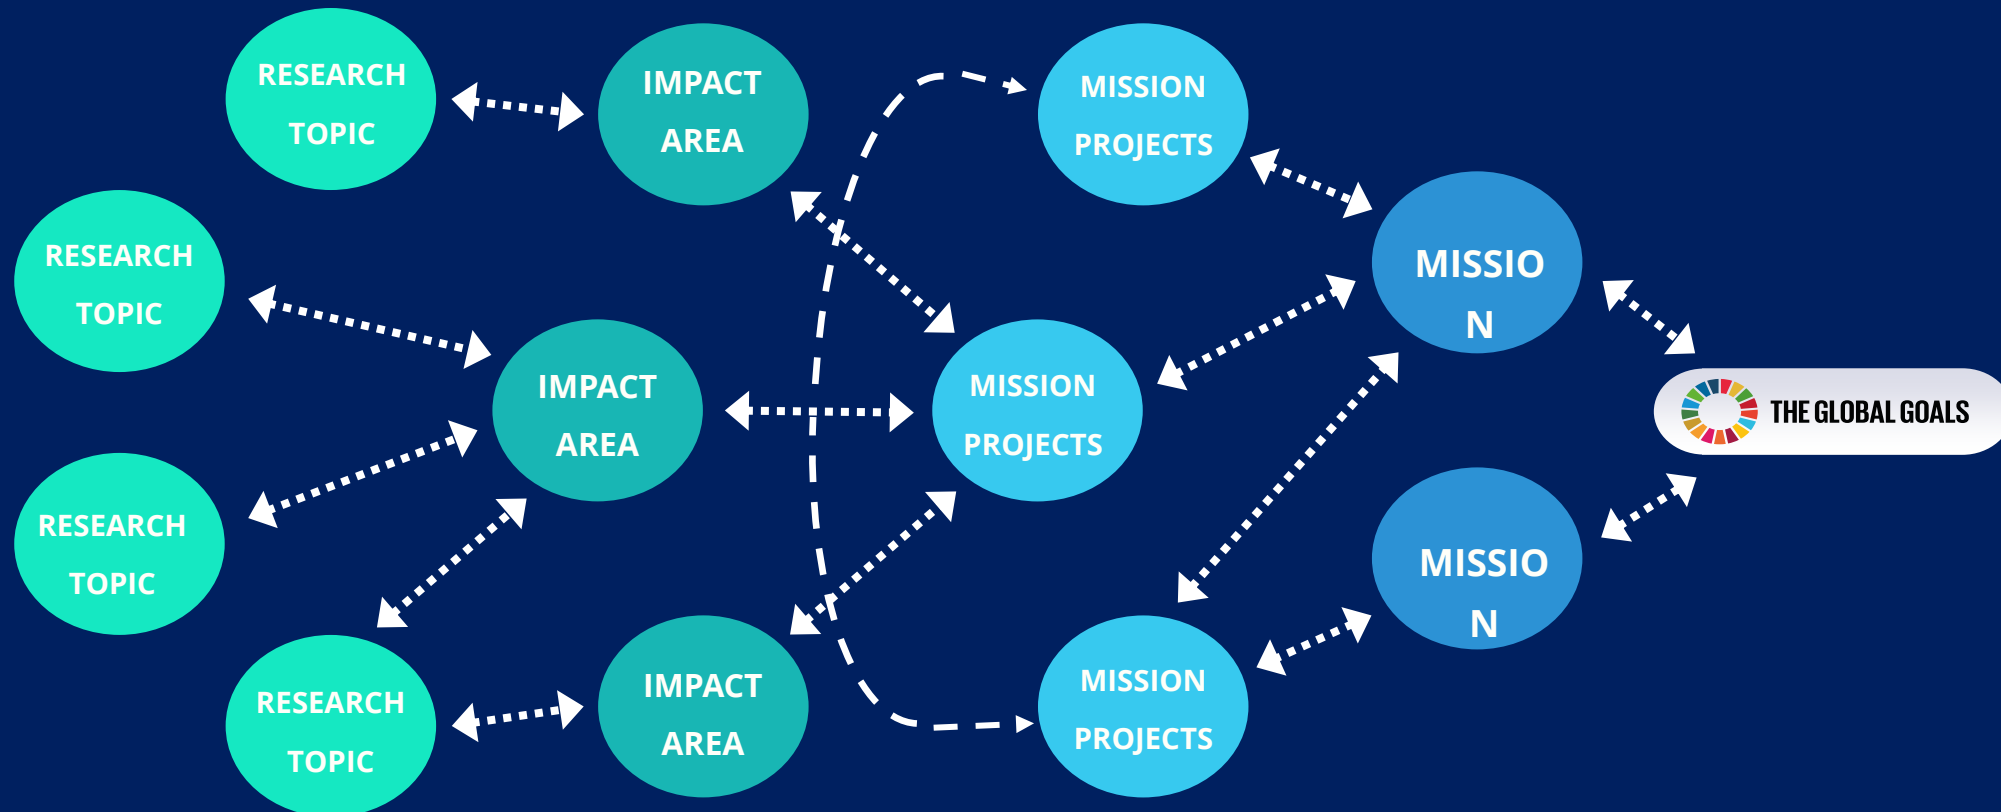 RESEARCH
TOPIC
IMPACT
AREA
MISSION
PROJECTS
RESEARCH
TOPIC
MISSIO
N
IMPACT
AREA
MISSION
PROJECTS
THE GLOBAL GOALS
RESEARCH
TOPIC
MISSIO
N
RESEARCH
TOPIC
IMPACT
AREA
MISSION
PROJECTS